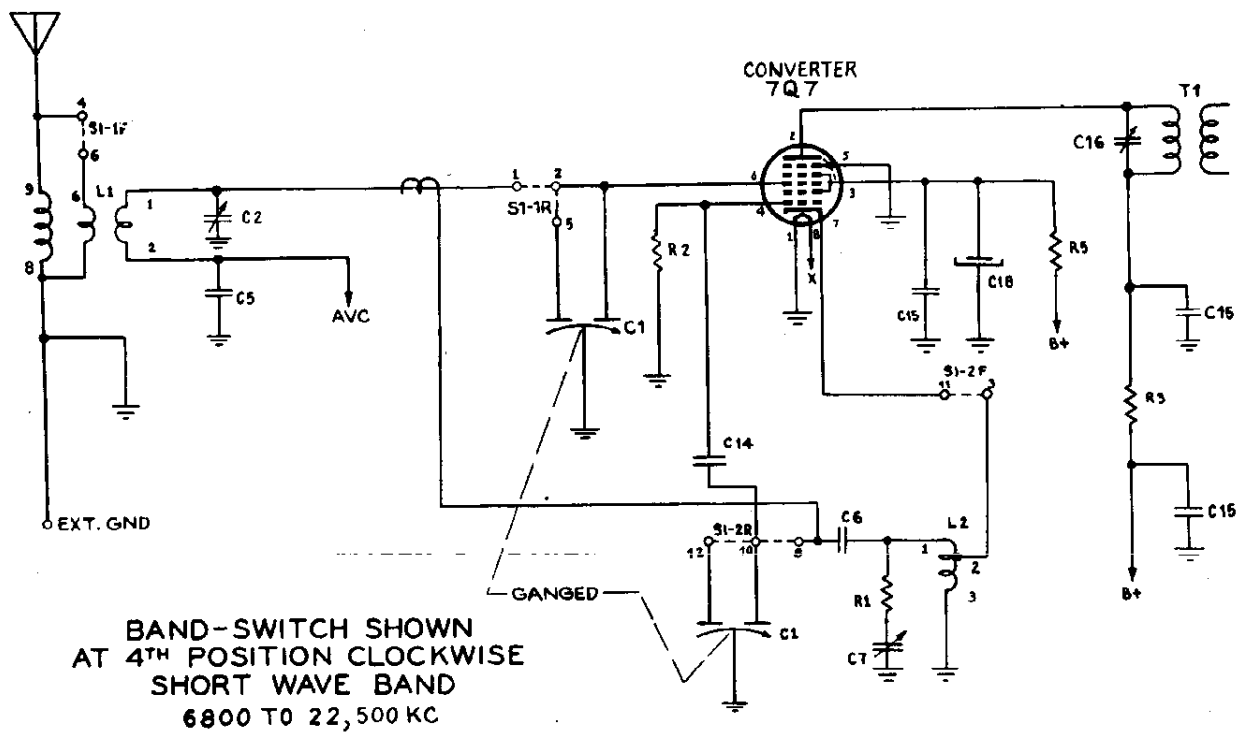 CONVERTER
7Q7
T1
4
S1-1F
6
C16
2
5
9
6
L1
1
1
2
6
3
C2
S1-1R
5
4
7
R2
1
8
R5
2
8
X
C18
C5
C15
AVC
C1
C15
B+
S1-2F
11
3
R3
C14
EXT. GND
C6
L2
C15
S1-2R
12
10
9
1
2
GANGED
R1
3
B+
C1
BAND-SWITCH SHOWN
AT 4TH POSITION CLOCKWISE
SHORT WAVE BAND
6800 TO 22,500 KC
C7